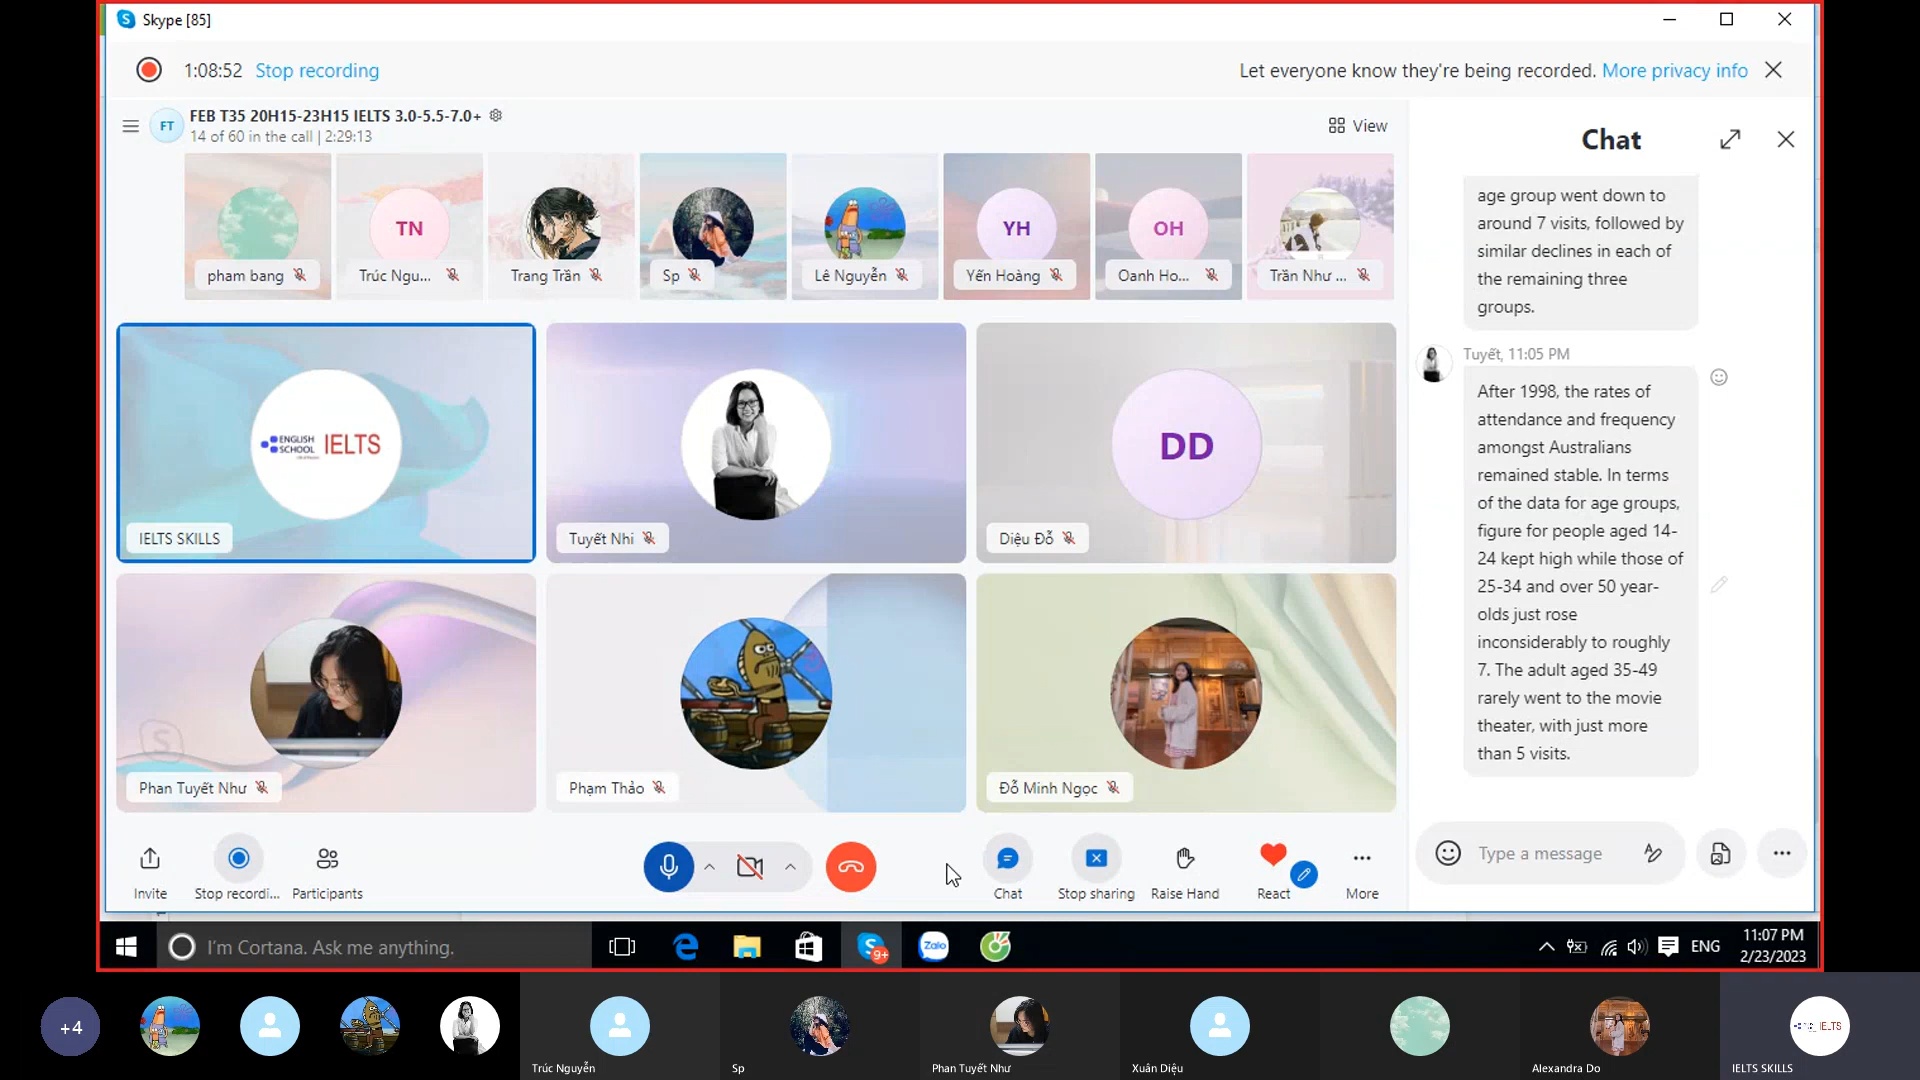 Skype [85]
1:08:52 Stop recording
Let everyone know they're being recorded. More privacy info
FT
FEB T35 20H15-23H15 IELTS 3.0-5.5-7.0+
14 of 60 in the call | 2:29:13
View
Chat
TN
YH
OH
pham bang
Trúc Ngu...
Trang Trần
Sp
Lê Nguyễn
Yến Hoàng
Oanh Ho...
Trần Như ...
age group went down to
around 7 visits, followed by
similar declines in each of
the remaining three
groups.
Tuyết, 11:05 PM
After 1998, the rates of
attendance and frequency
amongst Australians
remained stable. In terms
of the data for age groups,
figure for people aged 14-
24 kept high while those of
25-34 and over 50 year-
olds just rose
inconsiderably to roughly
7. The adult aged 35-49
rarely went to the movie
theater, with just more
than 5 visits.
ENGLISH
SCHOOL IELTS
DD
IELTS SKILLS
Tuyết Nhi
Diệu Đỗ
Phan Tuyết Như
Phạm Thảo
Đỗ Minh Ngọc
Type a message
Invite
Stop recordi...
Participants
Chat
Stop sharing
Raise Hand
React
More
I'm Cortana. Ask me anything.
9+
Zalo
ENG
11:07 PM
2/23/2023
+4
Trúc Nguyễn
Sp
Phan Tuyết Như
Xuân Diệu
Alexandra Do
IELTS SKILLS